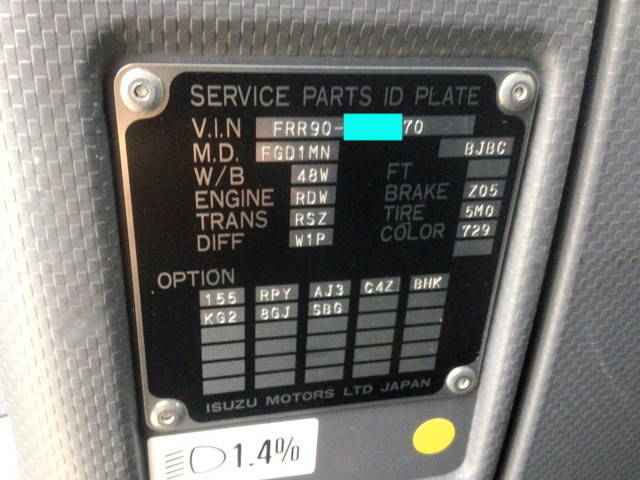 SERVICE PARTS ID PLATE
V.I.N FRR90- 70
M.D. FGD1MN BJBC
W/B 48W FT
ENGINE RDW BRAKE Z05
TRANS RSZ TIRE 5M0
DIFF W1P COLOR 729
OPTION
155 RPY AJ3 C4Z BHK
KG2 8GJ SBG
ISUZU MOTORS LTD JAPAN
1.4%